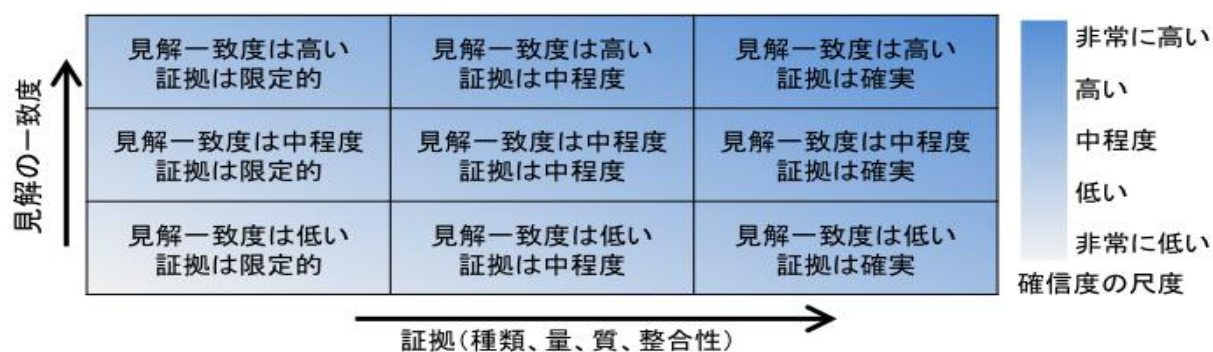 見解の一致度
見解一致度は高い
証拠は限定的
見解一致度は高い
証拠は中程度
見解一致度は高い
証拠は確実
見解一致度は中程度
証拠は限定的
見解一致度は中程度
証拠は中程度
見解一致度は中程度
証拠は確実
見解一致度は低い
証拠は限定的
見解一致度は低い
証拠は中程度
見解一致度は低い
証拠は確実
証拠(種類、量、質、整合性)
非常に高い
高い
中程度
低い
非常に低い
確信度の尺度